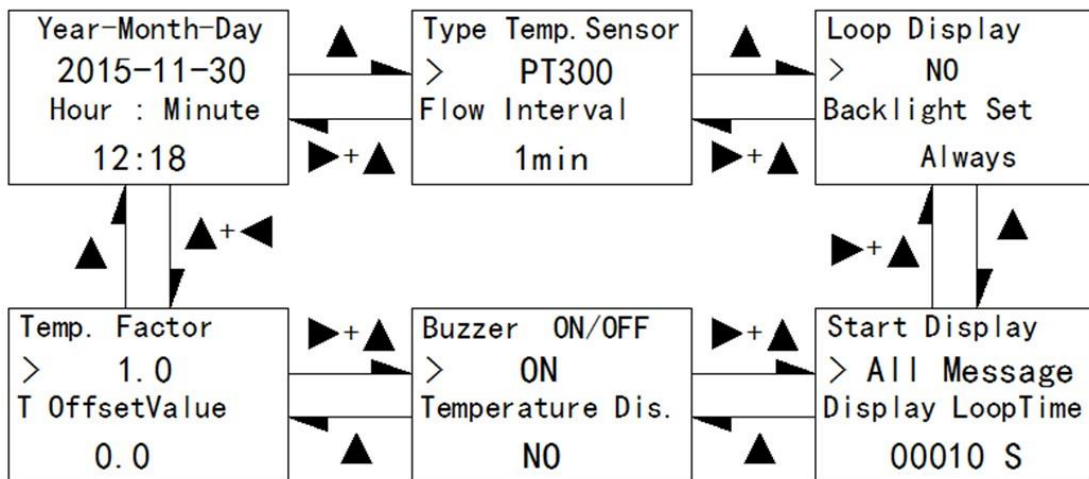 Year-Month-Day
2015-11-30
Hour : Minute
12:18
▲
▶+▲
Type Temp. Sensor
> PT300
Flow Interval
1min
▲
▶+▲
Loop Display
> NO
Backlight Set
Always
▲
▲+◀
▶+▲
▲
Temp. Factor
> 1.0
T OffsetValue
0.0
▶+▲
▲
Buzzer ON/OFF
> ON
Temperature Dis.
NO
▶+▲
▲
Start Display
> All Message
Display LoopTime
00010 S